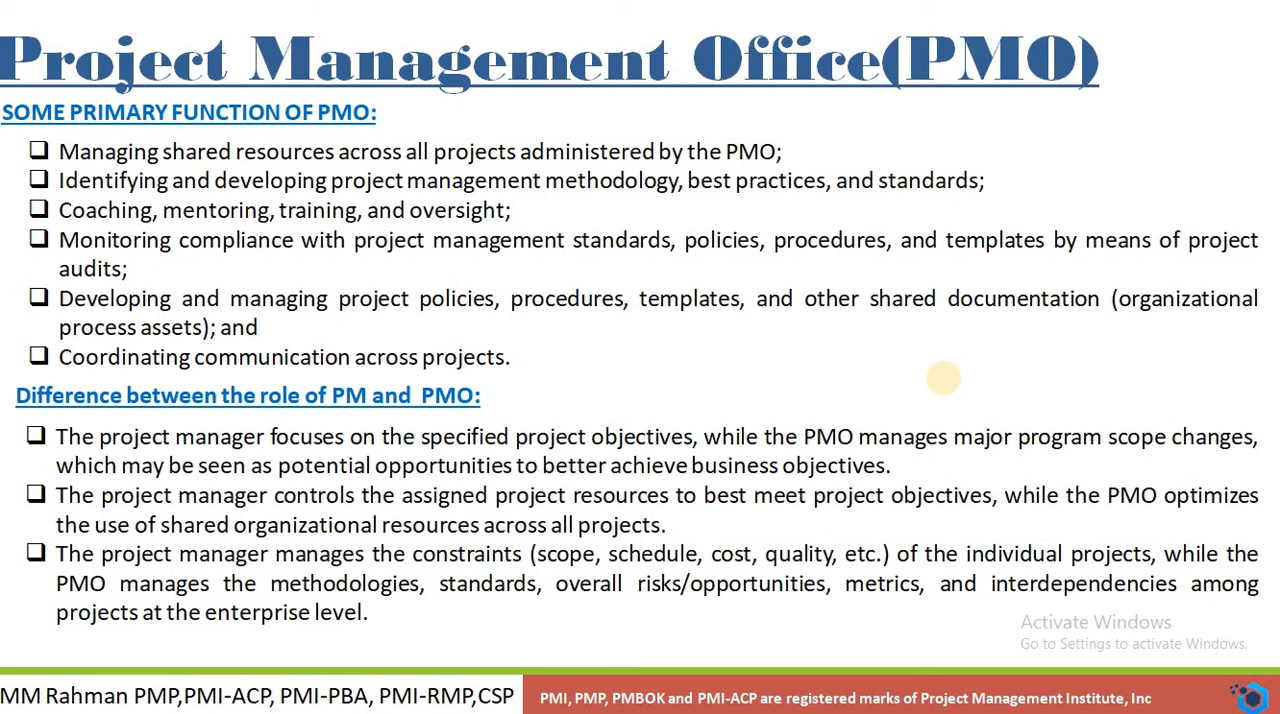 Project Management Office(PMO)
SOME PRIMARY FUNCTION OF PMO:
❑ Managing shared resources across all projects administered by the PMO;
❑ Identifying and developing project management methodology, best practices, and standards;
❑ Coaching, mentoring, training, and oversight;
❑ Monitoring compliance with project management standards, policies, procedures, and templates by means of project
audits;
❑ Developing and managing project policies, procedures, templates, and other shared documentation (organizational
process assets); and
❑ Coordinating communication across projects.
Difference between the role of PM and PMO:
❑ The project manager focuses on the specified project objectives, while the PMO manages major program scope changes,
which may be seen as potential opportunities to better achieve business objectives.
❑ The project manager controls the assigned project resources to best meet project objectives, while the PMO optimizes
the use of shared organizational resources across all projects.
❑ The project manager manages the constraints (scope, schedule, cost, quality, etc.) of the individual projects, while the
PMO manages the methodologies, standards, overall risks/opportunities, metrics, and interdependencies among
projects at the enterprise level.
Activate Windows
Go to Settings to activate Windows.
MM Rahman PMP,PMI-ACP, PMI-PBA, PMI-RMP,CSP
PMI, PMP, PMBOK and PMI-ACP are registered marks of Project Management Institute, Inc